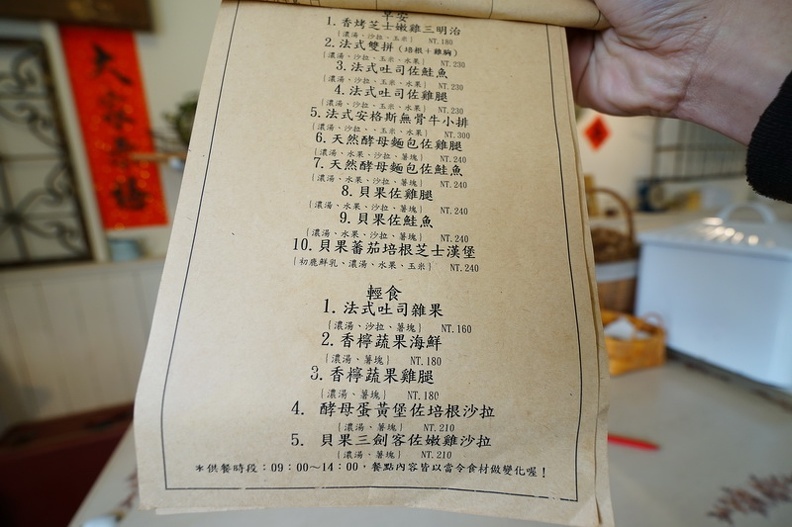 早安
1. 香烤芝士嫩雞三明治
(濃湯、沙拉、玉米) NT.180
2. 法式雙拼(培根+雞胸)
(濃湯、沙拉、玉米、水果) NT.230
3. 法式吐司佐鮭魚
(濃湯、沙拉、玉米、水果) NT.230
4. 法式吐司佐雞腿
(濃湯、沙拉、玉米、水果) NT.230
5. 法式安格斯無骨牛小排
(濃湯、沙拉、、玉米、水果) NT.300
6. 天然酵母麵包佐雞腿
(濃湯、水果、沙拉、薯塊) NT.240
7. 天然酵母麵包佐鮭魚
(濃湯、水果、沙拉、薯塊) NT.240
8. 貝果佐雞腿
(濃湯、水果、沙拉、薯塊) NT.240
9. 貝果佐鮭魚
(濃湯、水果、沙拉、薯塊) NT.240
10. 貝果蕃茄培根芝士漢堡
(初鹿鮮乳、濃湯、水果、玉米) NT.240
輕食
1. 法式吐司雜果
(濃湯、沙拉、薯塊) NT.160
2. 香檸蔬果海鮮
(濃湯、薯塊) NT.180
3. 香檸蔬果雞腿
(濃湯、薯塊) NT.180
4. 酵母蛋黃堡佐培根沙拉
(濃湯、薯塊) NT.210
5. 貝果三劍客佐嫩雞沙拉
(濃湯、薯塊) NT.210
*供餐時段：09：00～14：00，餐點內容皆以當令食材做變化喔！